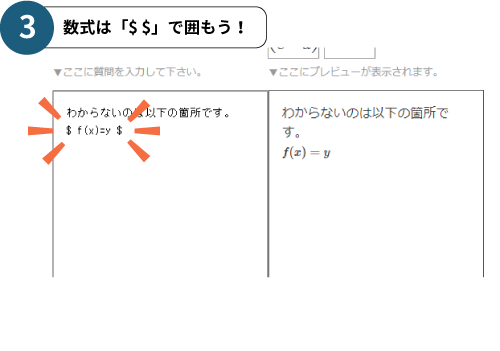 3
数式は「$ $」で囲もう！
▼ここに質問を入力して下さい。
▼ここにプレビューが表示されます。
わからないのは以下の箇所です。
$ f(x)=y $
わからないのは以下の箇所で
す。
f(x) = y